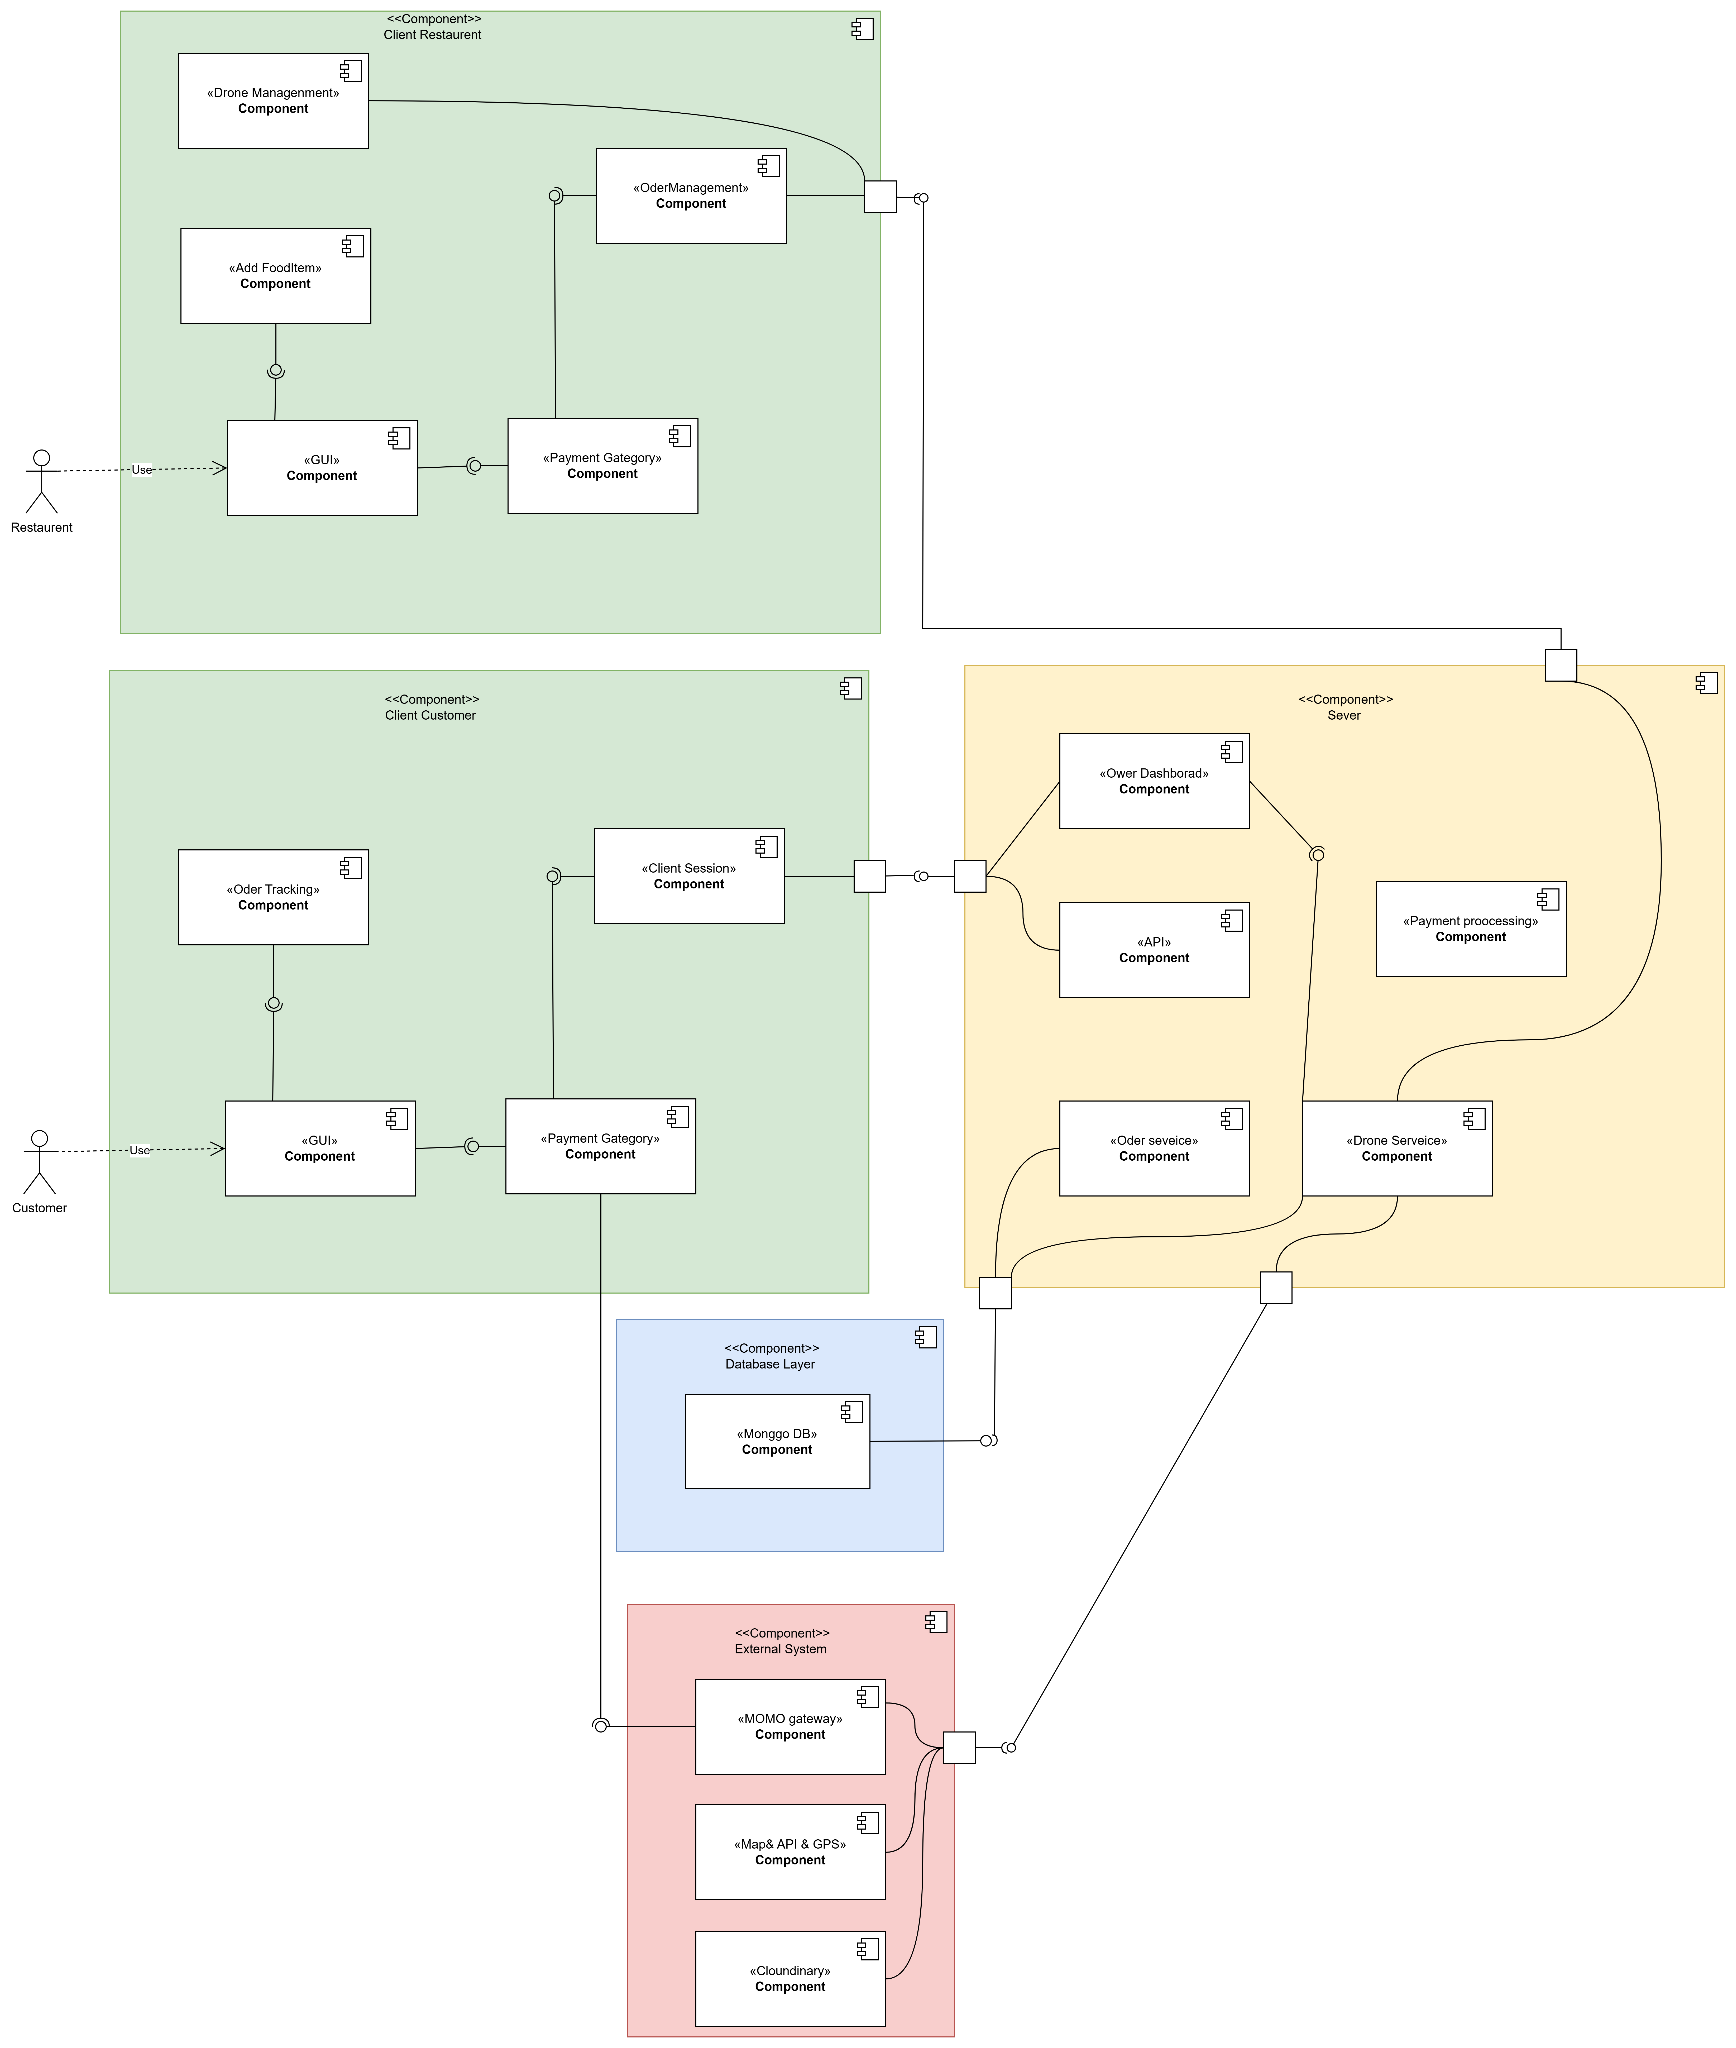 <<Component>>
Client Restaurent
«Drone Managenment»
Component
«OderManagement»
Component
«Add FoodItem»
Component
«GUI»
Component
«Payment Gategory»
Component
Use
Restaurent
<<Component>>
Client Customer
«Client Session»
Component
«Oder Tracking»
Component
«GUI»
Component
«Payment Gategory»
Component
Use
Customer
<<Component>>
Sever
«Ower Dashborad»
Component
«Payment proocessing»
Component
«API»
Component
«Oder seveice»
Component
«Drone Serveice»
Component
<<Component>>
Database Layer
«Monggo DB»
Component
<<Component>>
External System
«MOMO gateway»
Component
«Map& API & GPS»
Component
«Cloundinary»
Component